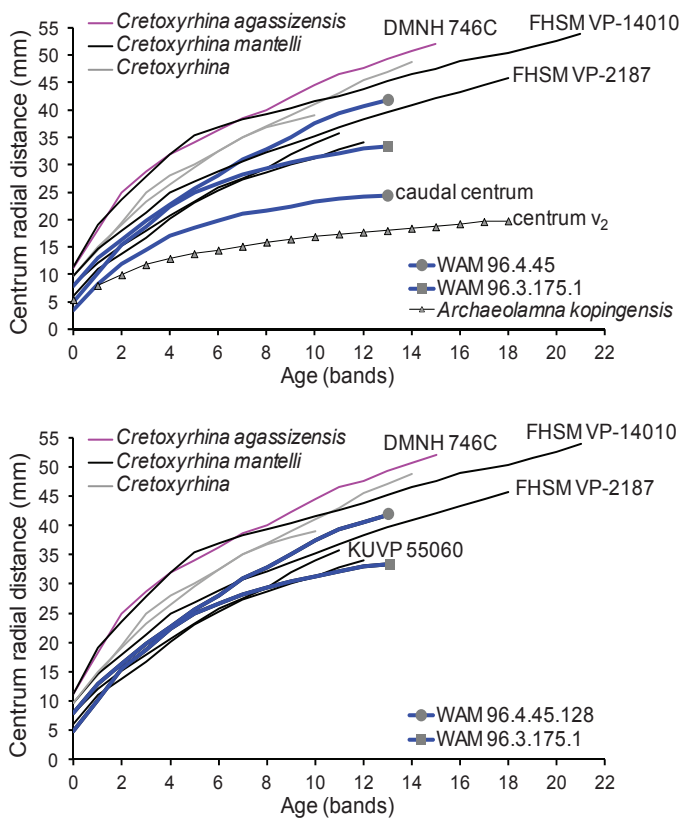 Cretoxyrhina agassizensis
Cretoxyrhina mantelli
Cretoxyrhina
DMNH 746C
FHSM VP-14010
FHSM VP-2187
caudal centrum
centrum v2
WAM 96.4.45
WAM 96.3.175.1
Archaeolamna kopingensis
Centrum radial distance (mm)
55
50
45
40
35
30
25
20
15
10
5
0
0 2 4 6 8 10 12 14 16 18 20 22
Age (bands)
Cretoxyrhina agassizensis
Cretoxyrhina mantelli
Cretoxyrhina
DMNH 746C
FHSM VP-14010
FHSM VP-2187
KUVP 55060
WAM 96.4.45.128
WAM 96.3.175.1
Centrum radial distance (mm)
55
50
45
40
35
30
25
20
15
10
5
0
0 2 4 6 8 10 12 14 16 18 20 22
Age (bands)